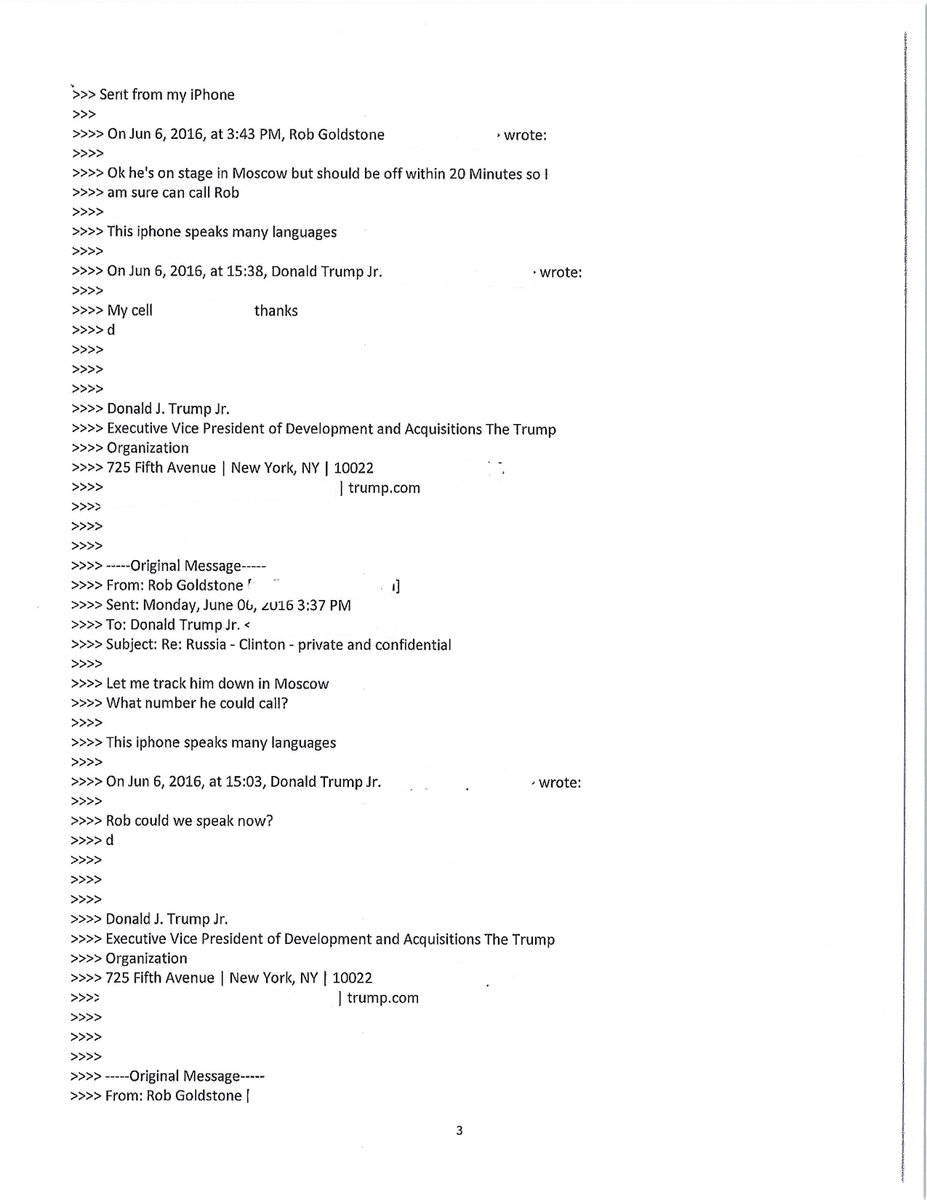 >>> Sent from my iPhone
>>>
>>>> On Jun 6, 2016, at 3:43 PM, Rob Goldstone wrote:
>>>>
>>>> Ok he's on stage in Moscow but should be off within 20 Minutes so I
>>>> am sure can call Rob
>>>>
>>>> This iphone speaks many languages
>>>>
>>>> On Jun 6, 2016, at 15:38, Donald Trump Jr. wrote:
>>>>
>>>> My cell thanks
>>>> d
>>>>
>>>>
>>>>
>>>> Donald J. Trump Jr.
>>>> Executive Vice President of Development and Acquisitions The Trump
>>>> Organization
>>>> 725 Fifth Avenue | New York, NY | 10022
>>>> | trump.com
>>>>
>>>>
>>>>
>>>> -----Original Message-----
>>>> From: Rob Goldstone ]
>>>> Sent: Monday, June 06, 2016 3:37 PM
>>>> To: Donald Trump Jr. <
>>>> Subject: Re: Russia - Clinton - private and confidential
>>>>
>>>> Let me track him down in Moscow
>>>> What number he could call?
>>>>
>>>> This iphone speaks many languages
>>>>
>>>> On Jun 6, 2016, at 15:03, Donald Trump Jr. wrote:
>>>>
>>>> Rob could we speak now?
>>>> d
>>>>
>>>>
>>>>
>>>> Donald J. Trump Jr.
>>>> Executive Vice President of Development and Acquisitions The Trump
>>>> Organization
>>>> 725 Fifth Avenue | New York, NY | 10022
>>>> | trump.com
>>>>
>>>>
>>>>
>>>> -----Original Message-----
>>>> From: Rob Goldstone [
3